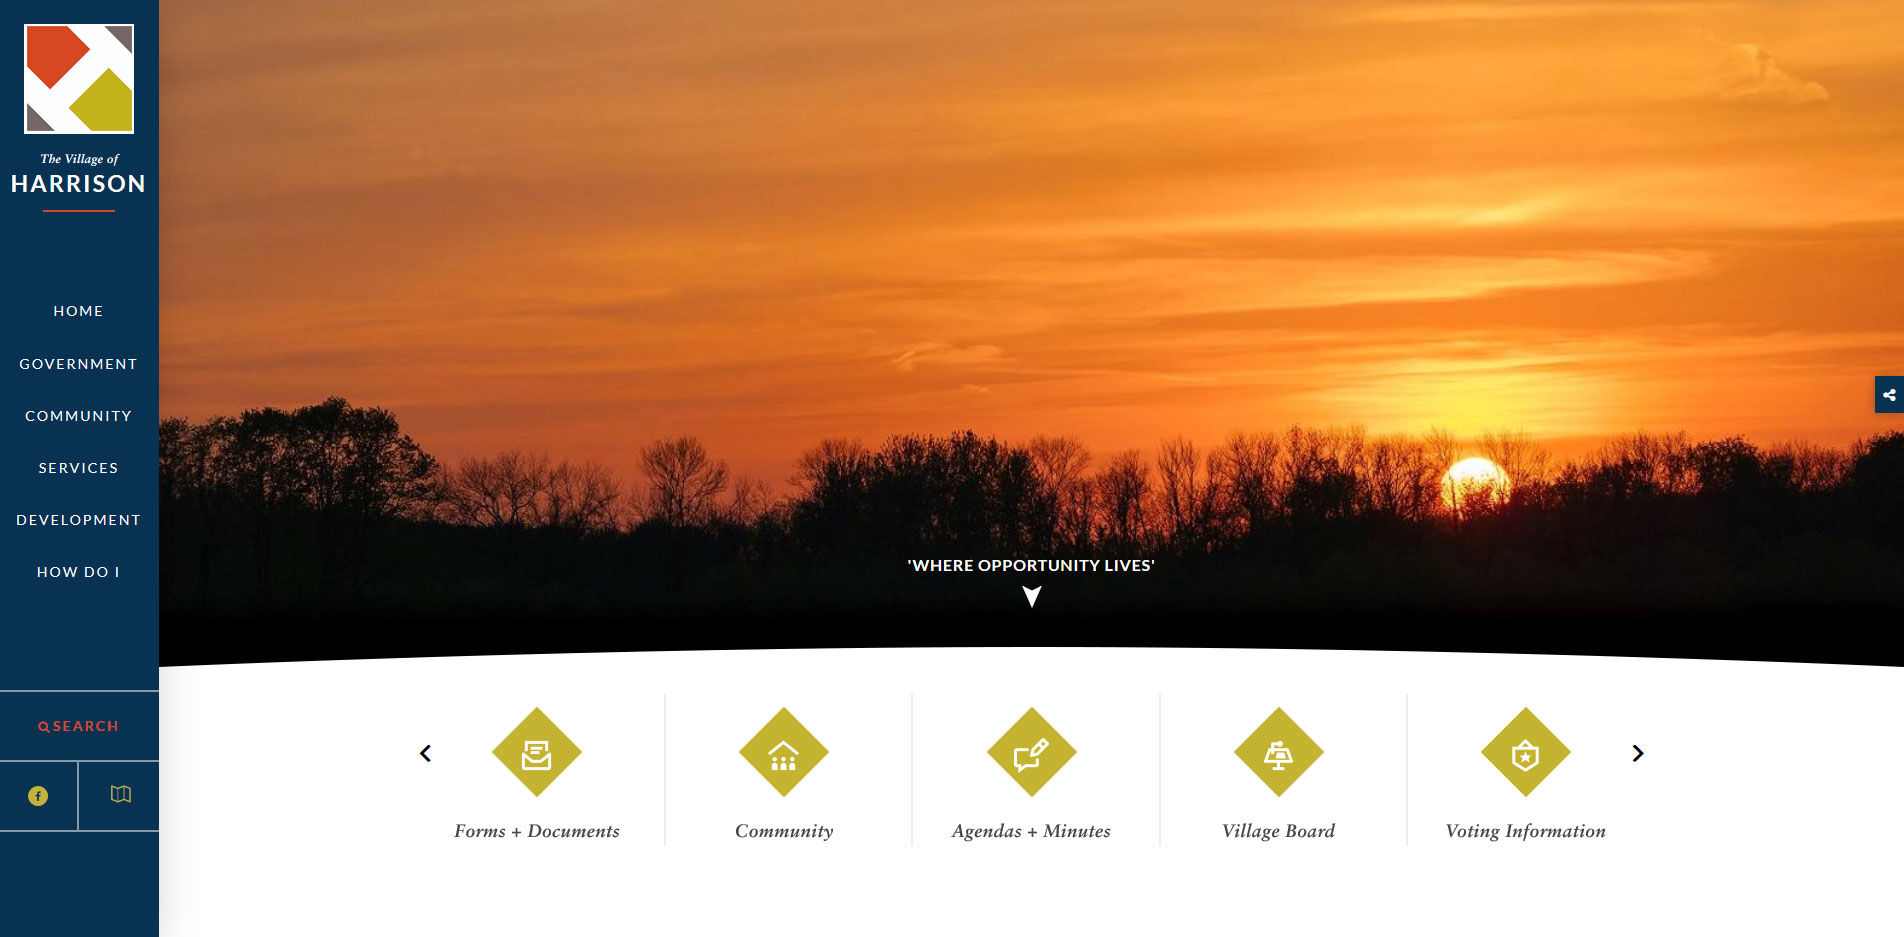 The Village of
HARRISON
HOME
GOVERNMENT
COMMUNITY
SERVICES
DEVELOPMENT
HOW DO I
SEARCH
'WHERE OPPORTUNITY LIVES'
Forms + Documents
Community
Agendas + Minutes
Village Board
Voting Information